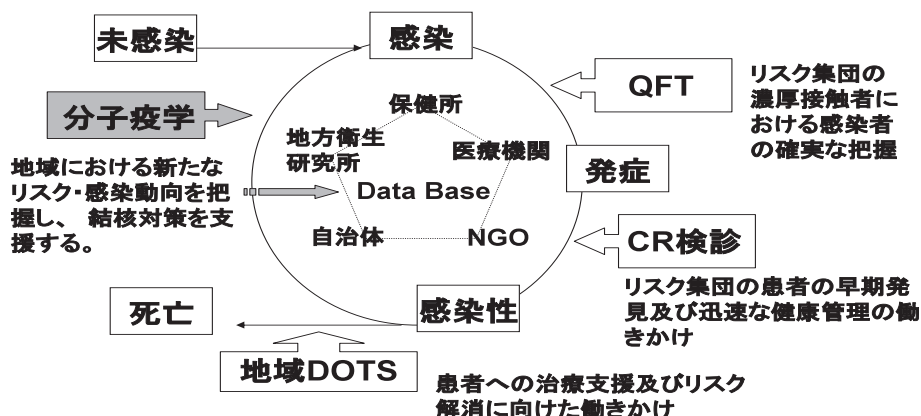 未感染
感染
QFT
リスク集団の
濃厚接触者に
おける感染者
の確実な把握
分子疫学
保健所
地方衛生
研究所
医療機関
発症
地域における新たな
リスク・感染動向を把
握し、 結核対策を支
援する。
Data Base
自治体
NGO
CR検診
リスク集団の患者の早期発
見及び迅速な健康管理の働
きかけ
死亡
感染性
地域DOTS
患者への治療支援及びリスク
解消に向けた働きかけ